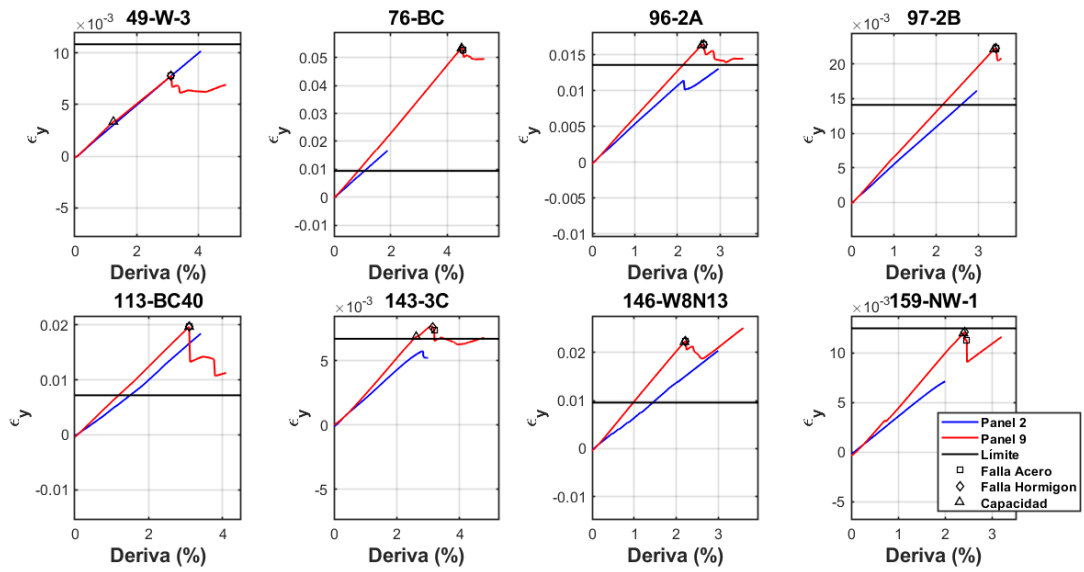 49-W-3
×10⁻³
10
5
0
-5
ϵy
0
2
4
Deriva (%)
76-BC
0.05
0.04
0.03
0.02
0.01
0
-0.01
ϵy
0
2
4
Deriva (%)
96-2A
0.015
0.01
0.005
0
-0.005
-0.01
ϵy
0
1
2
3
Deriva (%)
97-2B
×10⁻³
20
15
10
5
0
ϵy
0
1
2
3
Deriva (%)
113-BC40
0.02
0.01
0
-0.01
ϵy
0
2
4
Deriva (%)
143-3C
×10⁻³
5
0
-5
ϵy
0
2
4
Deriva (%)
146-W8N13
0.02
0.01
0
-0.01
ϵy
0
1
2
3
Deriva (%)
159-NW-1
×10⁻³
10
5
0
-5
ϵy
0
1
2
3
Deriva (%)
Panel 2
Panel 9
Límite
Falla Acero
Falla Hormigon
Capacidad